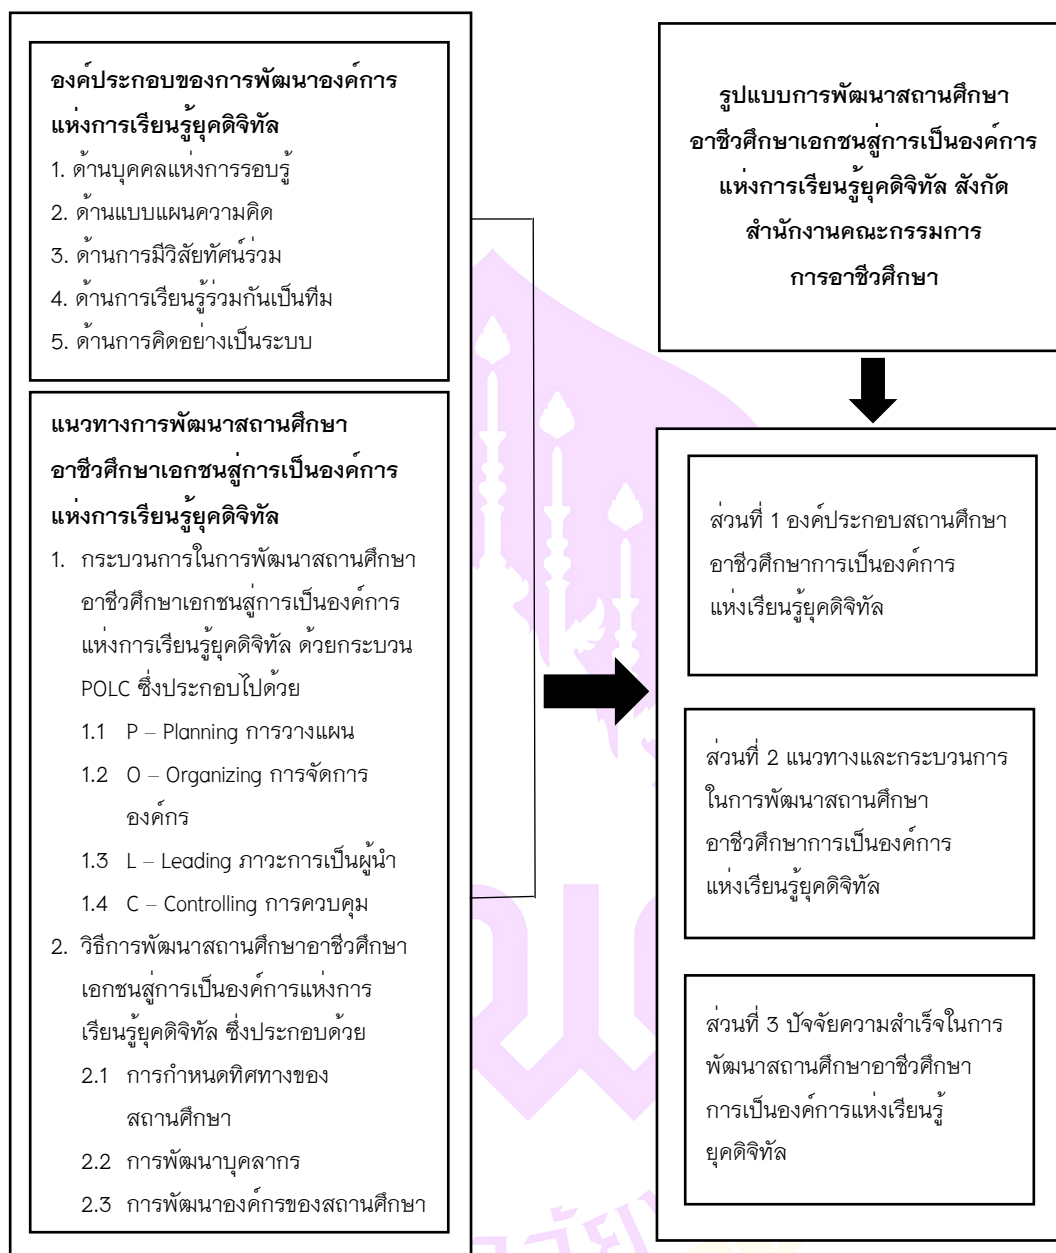 องค์ประกอบของการพัฒนาองค์การ
แห่งการเรียนรู้ยุคดิจิทัล
1. ด้านบุคคลแห่งการรอบรู้
2. ด้านแบบแผนความคิด
3. ด้านการมีวิสัยทัศน์ร่วม
4. ด้านการเรียนรู้ร่วมกันเป็นทีม
5. ด้านการคิดอย่างเป็นระบบ
แนวทางการพัฒนาสถานศึกษา
อาชีวศึกษาเอกชนสู่การเป็นองค์การ
แห่งการเรียนรู้ยุคดิจิทัล
1. กระบวนการในการพัฒนาสถานศึกษา
อาชีวศึกษาเอกชนสู่การเป็นองค์การ
แห่งการเรียนรู้ยุคดิจิทัล ด้วยกระบวน
POLC ซึ่งประกอบไปด้วย
1.1 P – Planning การวางแผน
1.2 O – Organizing การจัดการ
องค์กร
1.3 L – Leading ภาวะการเป็นผู้นำ
1.4 C – Controlling การควบคุม
2. วิธีการพัฒนาสถานศึกษาอาชีวศึกษา
เอกชนสู่การเป็นองค์การแห่งการ
เรียนรู้ยุคดิจิทัล ซึ่งประกอบด้วย
2.1 การกำหนดทิศทางของ
สถานศึกษา
2.2 การพัฒนาบุคลากร
2.3 การพัฒนาองค์กรของสถานศึกษา
รูปแบบการพัฒนาสถานศึกษา
อาชีวศึกษาเอกชนสู่การเป็นองค์การ
แห่งการเรียนรู้ยุคดิจิทัล สังกัด
สำนักงานคณะกรรมการ
การอาชีวศึกษา
ส่วนที่ 1 องค์ประกอบสถานศึกษา
อาชีวศึกษาการเป็นองค์การ
แห่งเรียนรู้ยุคดิจิทัล
ส่วนที่ 2 แนวทางและกระบวนการ
ในการพัฒนาสถานศึกษา
อาชีวศึกษาการเป็นองค์การ
แห่งเรียนรู้ยุคดิจิทัล
ส่วนที่ 3 ปัจจัยความสำเร็จในการ
พัฒนาสถานศึกษาอาชีวศึกษา
การเป็นองค์การแห่งเรียนรู้
ยุคดิจิทัล